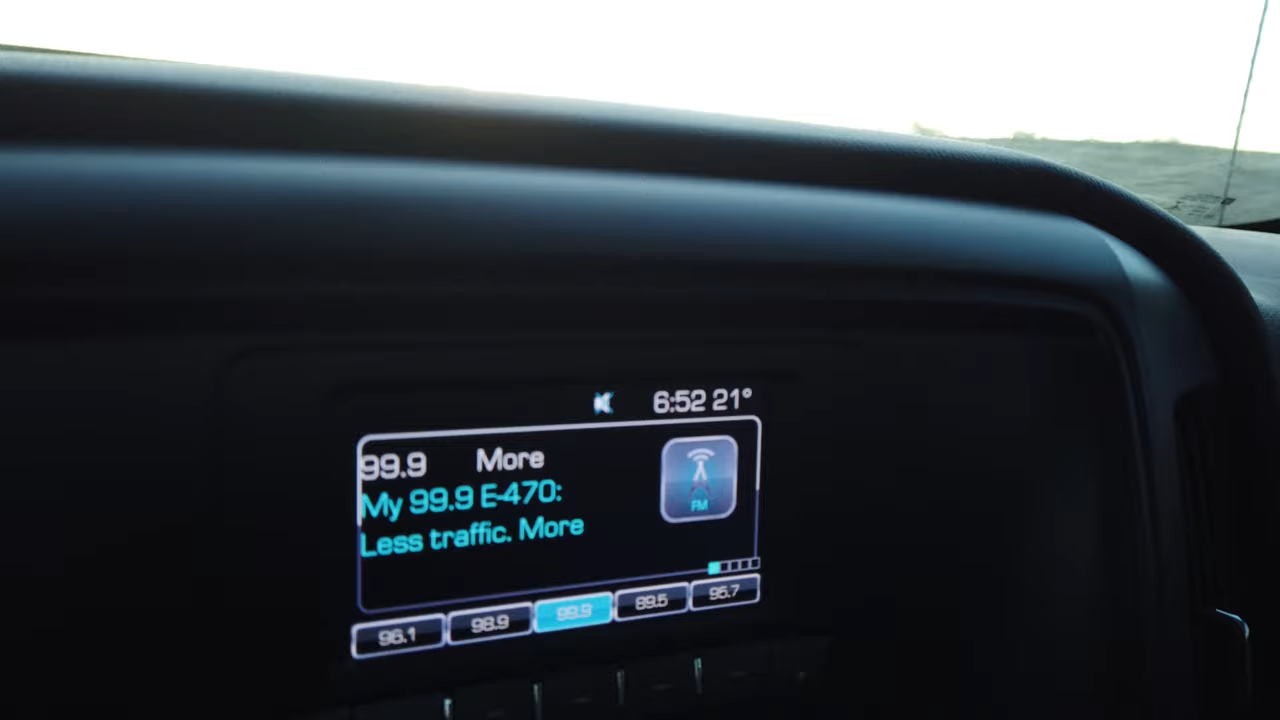 6:52 21°
99.9 More
My 99.9 E-470:
Less traffic. More
FM
96.1 98.9 99.9 89.5 95.7